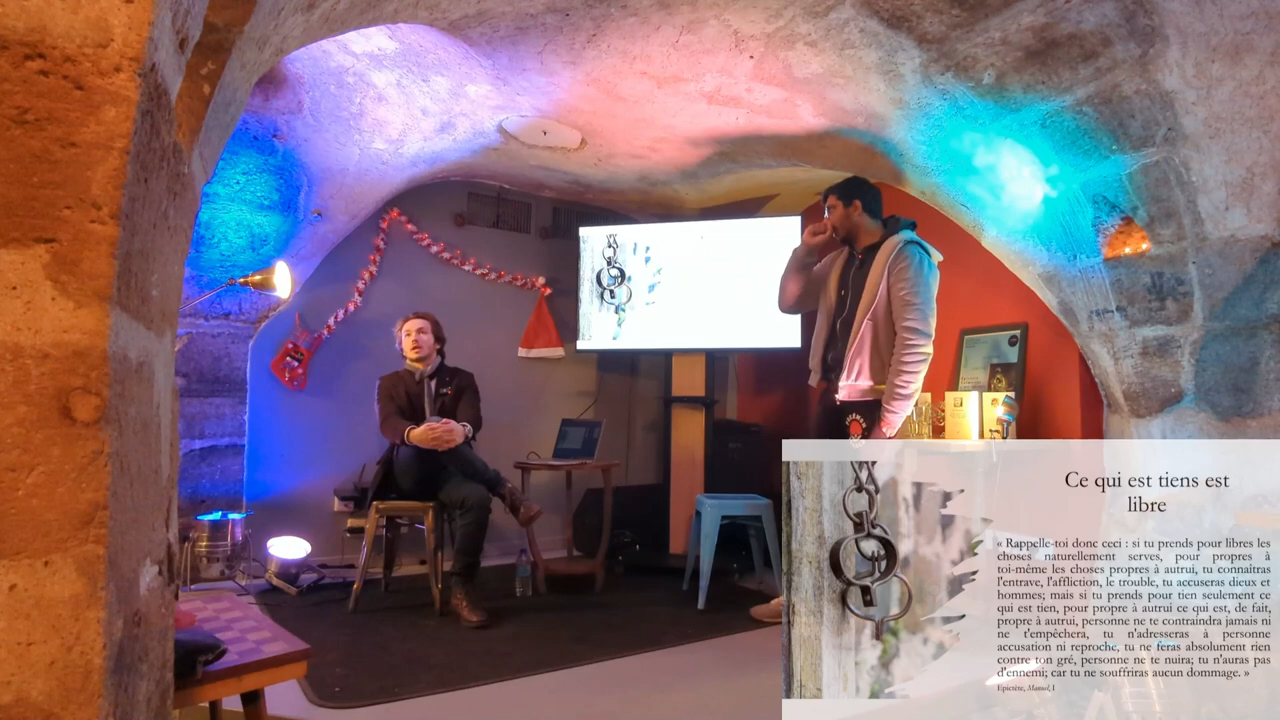 Ce qui est tiens est
libre
« Rappelle-toi donc ceci : si tu prends pour libres les
choses naturellement serves, pour propres à
toi-même les choses propres à autrui, tu connaîtras
l'entrave, l'affliction, le trouble, tu accuseras dieux et
hommes; mais si tu prends pour tien seulement ce
qui est tien, pour propre à autrui ce qui est, de fait,
propre à autrui, personne ne te contraindra jamais ni
ne t'empêchera, tu n'adresseras à personne
accusation ni reproche, tu ne feras absolument rien
contre ton gré, personne ne te nuira; tu n'auras pas
d'ennemi; car tu ne souffriras aucun dommage. »
Epictète, Manuel, I